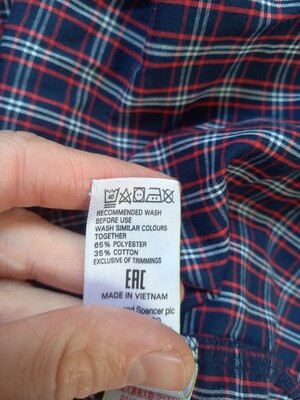 40
RECOMMENDED WASH
BEFORE USE
WASH SIMILAR COLOURS
TOGETHER
65% POLYESTER
35% COTTON
EXCLUSIVE OF TRIMMINGS
EAC
MADE IN VIETNAM
Spencer plc